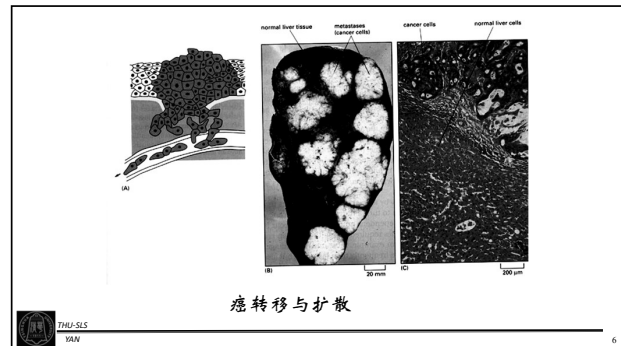 normal liver tissue
metastases
(cancer cells)
cancer cells
normal liver cells
(A)
(B)
20 mm
(C)
200 μm
癌转移与扩散
THU-SLS
YAN
6